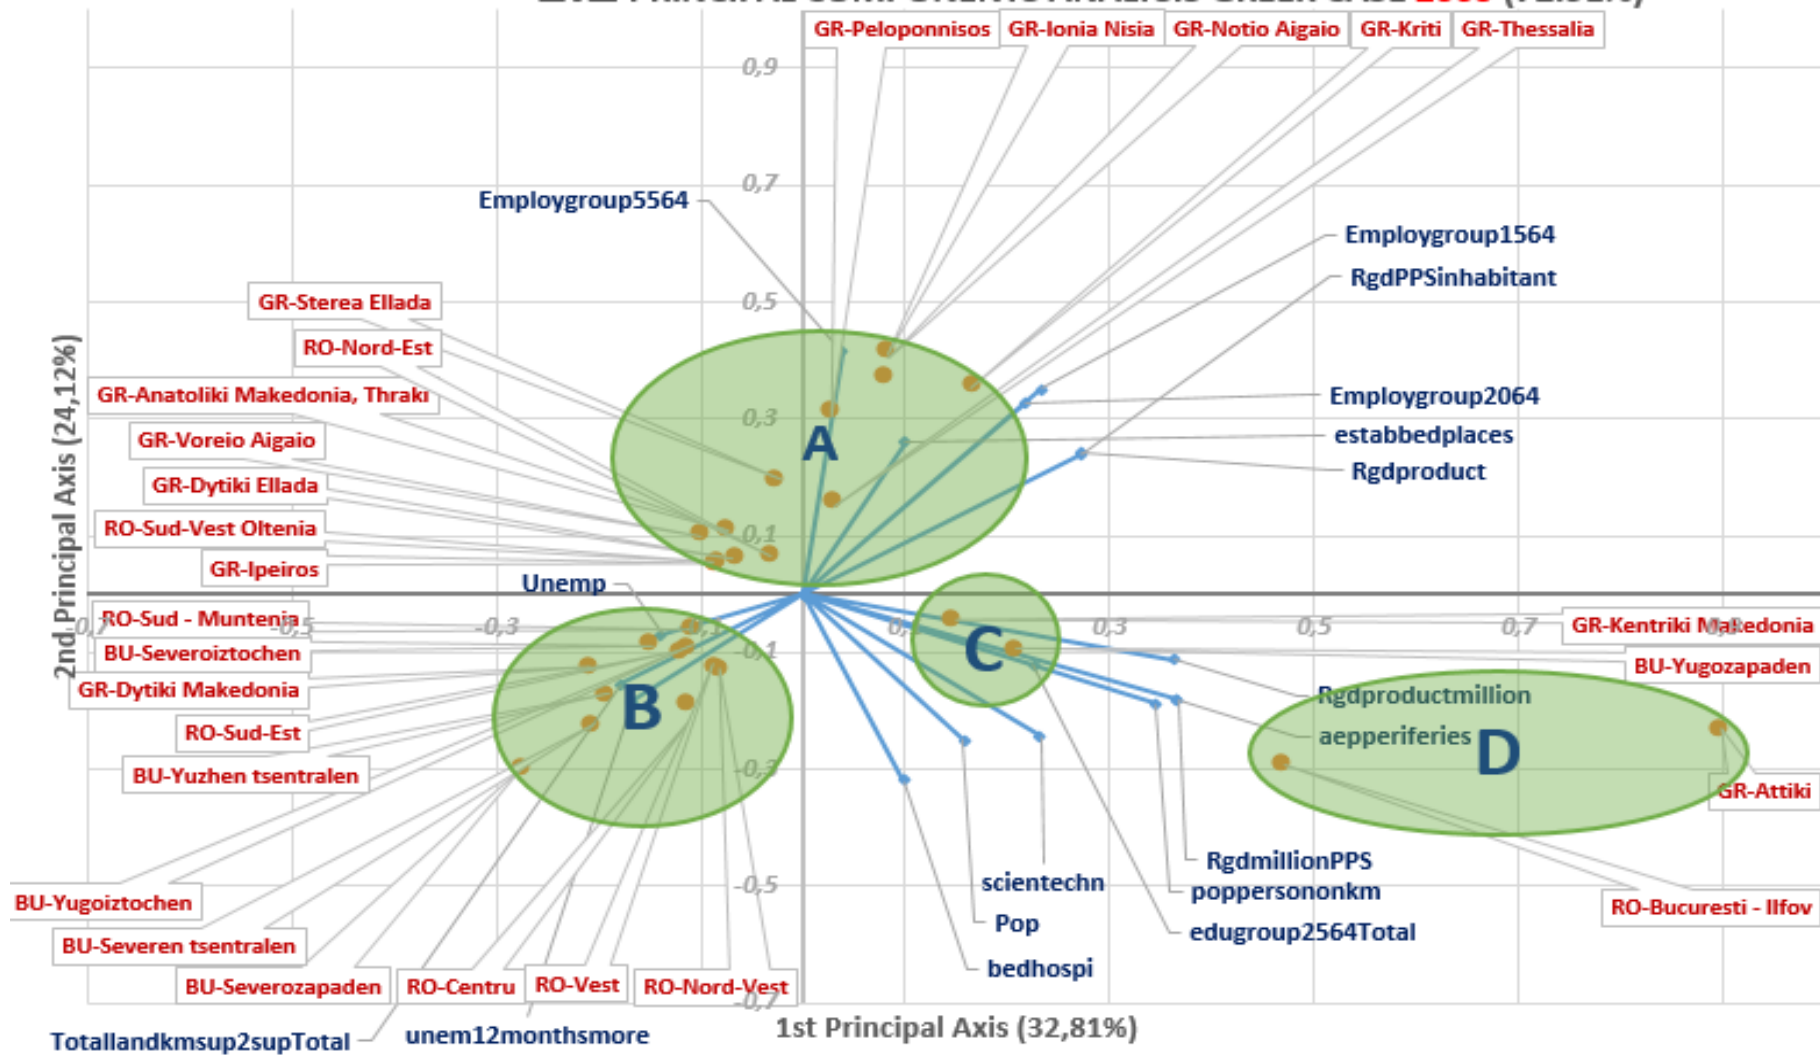 GR-Peloponnisos GR-Ionia Nisia GR-Notio Aigaio GR-Kriti GR-Thessalia
0,9
0,7
Employgroup5564
Employgroup1564
RgdPPSinhabitant
GR-Sterea Ellada
0,5
RO-Nord-Est
GR-Anatoliki Makedonia, Thraki
Employgroup2064
0,3
GR-Voreio Aigaio
A
estabbedplaces
GR-Dytiki Ellada
Rgdproduct
RO-Sud-Vest Oltenia
0,1
GR-Ipeiros
Unemp
2nd Principal Axis (24,12%)
RO-Sud - Muntenia
-0,3
0,3
0,5
0,7
GR-Kentriki Makedonia
BU-Severoiztochen
-0,1
C
BU-Yugozapaden
GR-Dytiki Makedonia
Rgdproductmillion
B
RO-Sud-Est
aepperiferies
D
BU-Yuzhen tsentralen
-0,3
GR-Attiki
RgdmillionPPS
scientechn
-0,5
poppersononkm
BU-Yugoiztochen
RO-Bucuresti - Ilfov
Pop
edugroup2564Total
BU-Severen tsentralen
bedhospi
BU-Severozapaden RO-Centru RO-Vest RO-Nord-Vest
-0,7
1st Principal Axis (32,81%)
Totallandkmsup2supTotal
unem12monthsmore